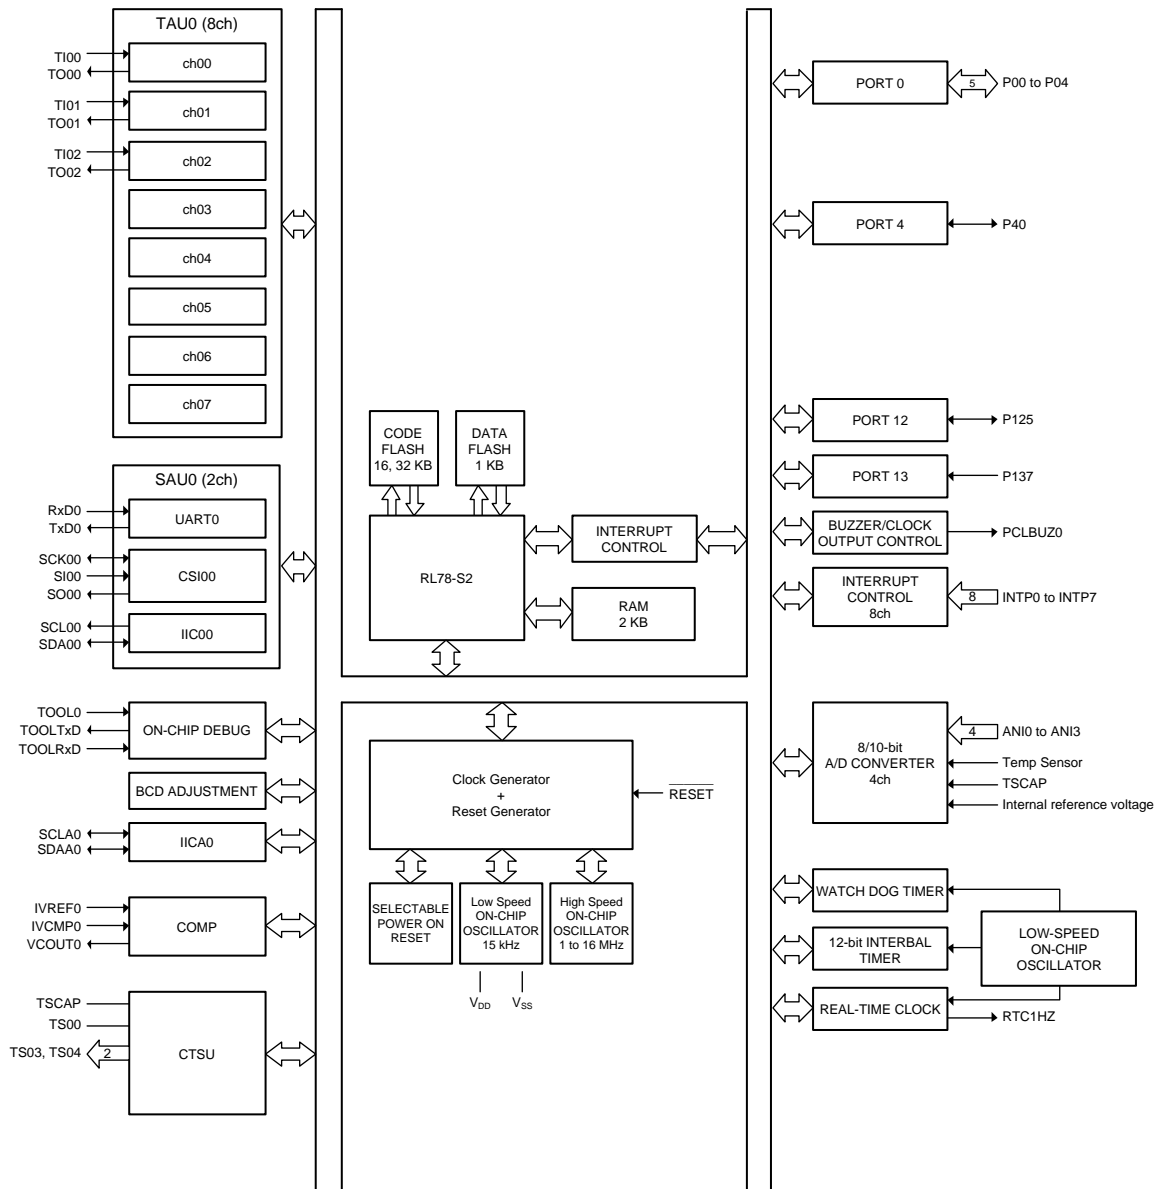 TAU0 (8ch)
TI00
TO00
ch00
TI01
TO01
ch01
TI02
TO02
ch02
ch03
ch04
ch05
ch06
ch07
SAU0 (2ch)
RxD0
TxD0
UART0
SCK00
SI00
SO00
CSI00
SCL00
SDA00
IIC00
TOOL0
TOOLTxD
TOOLRxD
ON-CHIP DEBUG
BCD ADJUSTMENT
SCLA0
SDAA0
IICA0
IVREF0
IVCMP0
VCOUT0
COMP
TSCAP
TS00
TS03, TS04
2
CTSU
CODE
FLASH
16, 32 KB
DATA
FLASH
1 KB
RL78-S2
INTERRUPT
CONTROL
RAM
2 KB
Clock Generator
+
Reset Generator
RESET
SELECTABLE
POWER ON
RESET
Low Speed
ON-CHIP
OSCILLATOR
15 kHz
High Speed
ON-CHIP
OSCILLATOR
1 to 16 MHz
VDD
VSS
PORT 0
5
P00 to P04
PORT 4
P40
PORT 12
P125
PORT 13
P137
BUZZER/CLOCK
OUTPUT CONTROL
PCLBUZ0
INTERRUPT
CONTROL
8ch
8
INTP0 to INTP7
8/10-bit
A/D CONVERTER
4ch
4
ANI0 to ANI3
Temp Sensor
TSCAP
Internal reference voltage
WATCH DOG TIMER
12-bit INTERBAL
TIMER
REAL-TIME CLOCK
LOW-SPEED
ON-CHIP
OSCILLATOR
RTC1HZ